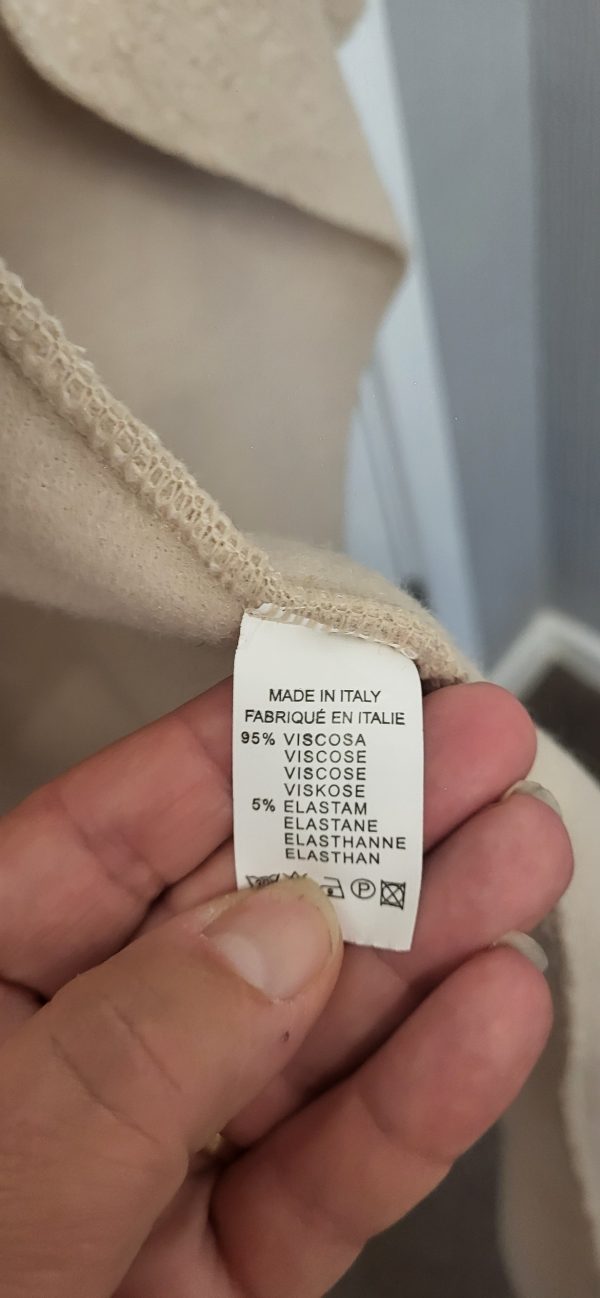 MADE IN ITALY
FABRIQUÉ EN ITALIE
95% VISCOSA
VISCOSE
VISCOSE
VISKOSE
5% ELASTAM
ELASTANE
ELASTHANNE
ELASTHAN
P